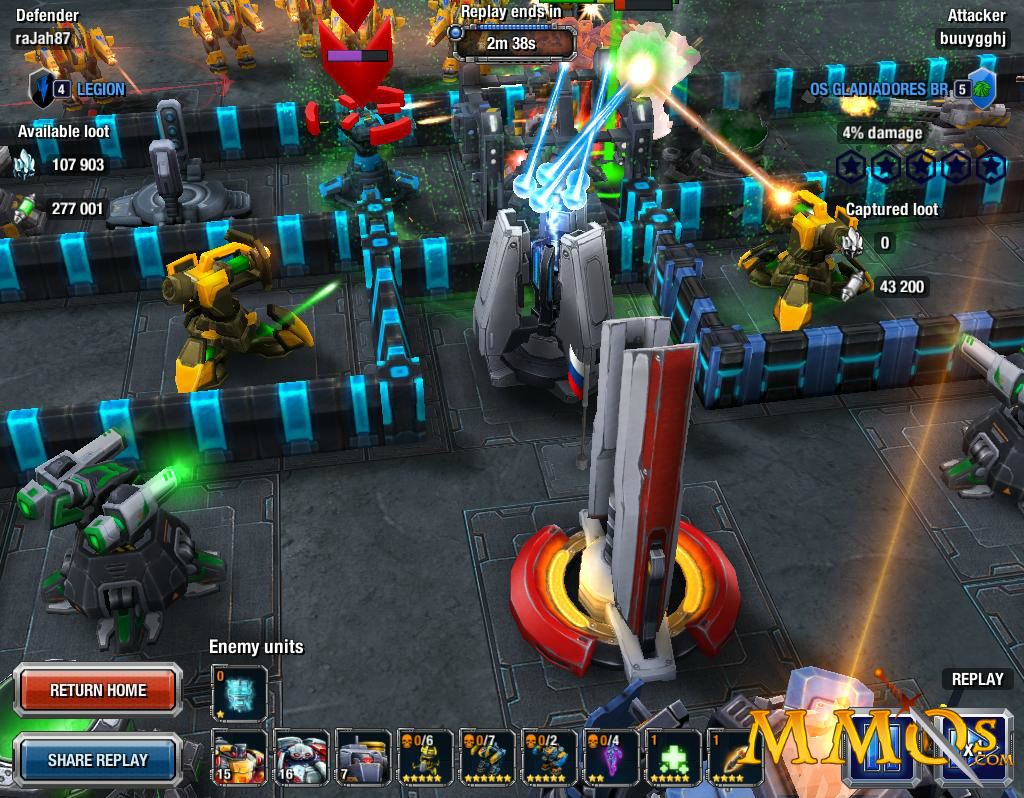 Defender
raJah87
4 LEGION
Available loot
107 903
277 001
Replay ends in
2m 38s
Attacker
buuygghj
OS GLADIADORES BR 5
4% damage
Captured loot
0
43 200
Enemy units
0
RETURN HOME
SHARE REPLAY
15
16
7
0/6
0/7
0/2
0/4
1
1
REPLAY
MMOs
.COM